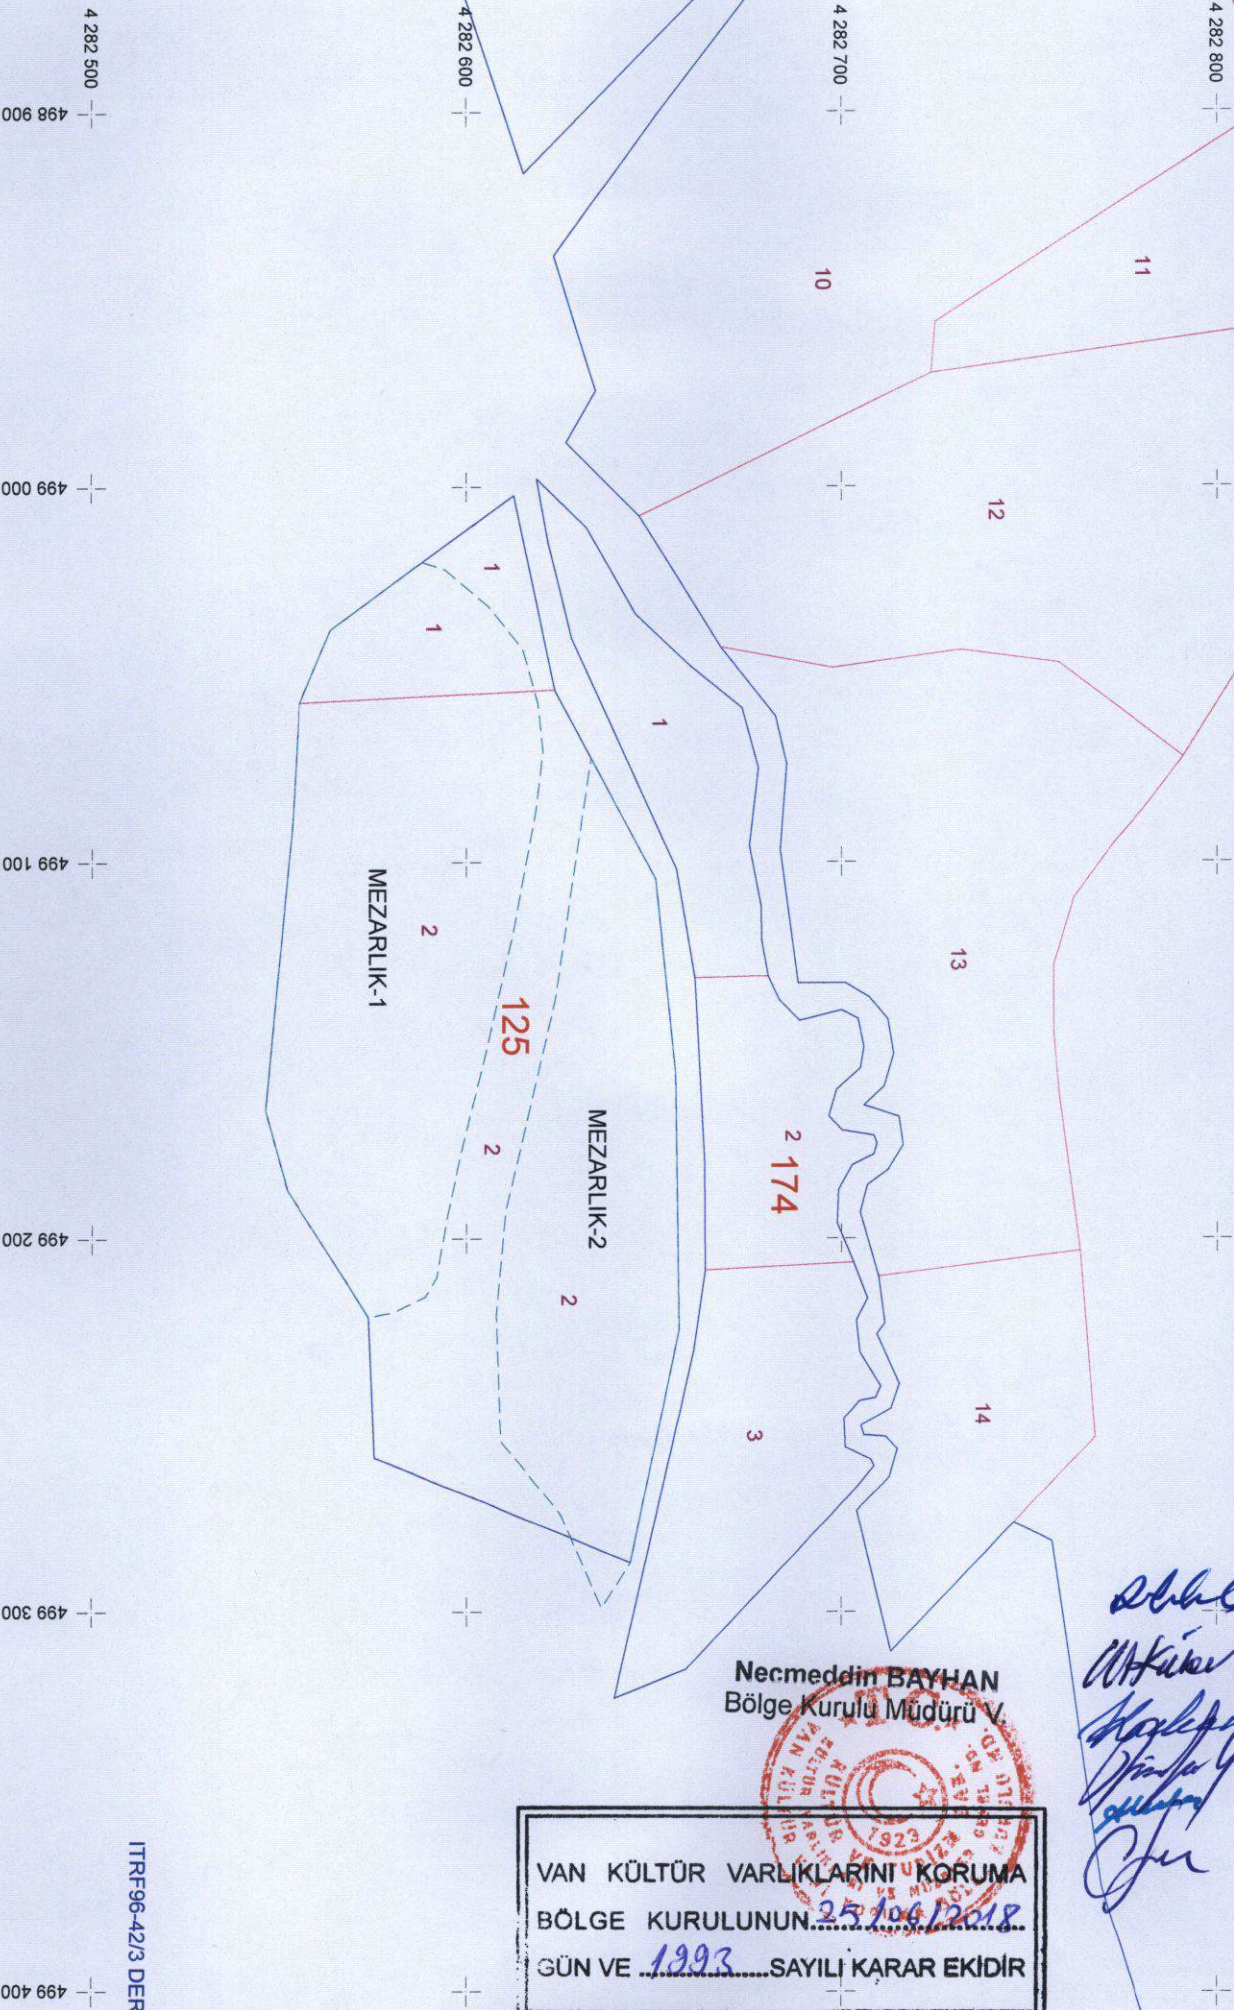 4 282 500
4 282 600
4 282 700
4 282 800
498 900
499 000
499 100
499 200
499 300
499 400
11
10
12
1
1
1
13
2
MEZARLIK-1
125
2
MEZARLIK-2
2
2
174
3
14
Necmeddin BAYHAN
Bölge Kurulu Müdürü V.
T.C.
1923
VAN KÜLTÜR VARLIKLARINI KORUMA
BÖLGE KURULUNUN 25/06/2018
GÜN VE 1993 SAYILI KARAR EKİDİR
ITRF96-42/3 DER